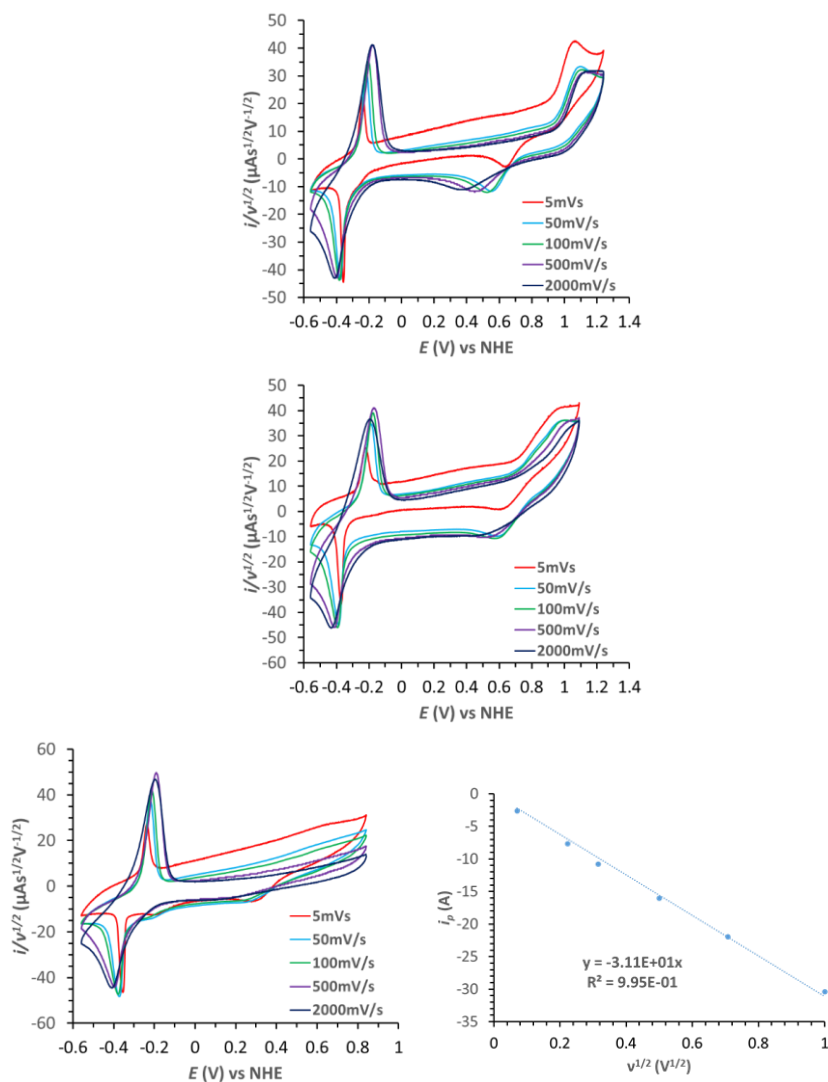 i/v1/2 (µAs1/2V-1/2)
50
40
30
20
10
0
-10
-20
-30
-40
-50
5mVs
50mV/s
100mV/s
500mV/s
2000mV/s
-0.6 -0.4 -0.2 0 0.2 0.4 0.6 0.8 1 1.2 1.4
E (V) vs NHE
i/v1/2 (µAs1/2V-1/2)
50
40
30
20
10
0
-10
-20
-30
-40
-50
-60
5mVs
50mV/s
100mV/s
500mV/s
2000mV/s
-0.6 -0.4 -0.2 0 0.2 0.4 0.6 0.8 1 1.2 1.4
E (V) vs NHE
i/v1/2 (µAs1/2V-1/2)
60
40
20
0
-20
-40
-60
5mVs
50mV/s
100mV/s
500mV/s
2000mV/s
-0.6 -0.4 -0.2 0 0.2 0.4 0.6 0.8 1
E (V) vs NHE
ip (A)
0
-5
-10
-15
-20
-25
-30
-35
y = -3.11E+01x
R² = 9.95E-01
0 0.2 0.4 0.6 0.8 1
ν1/2 (V1/2)